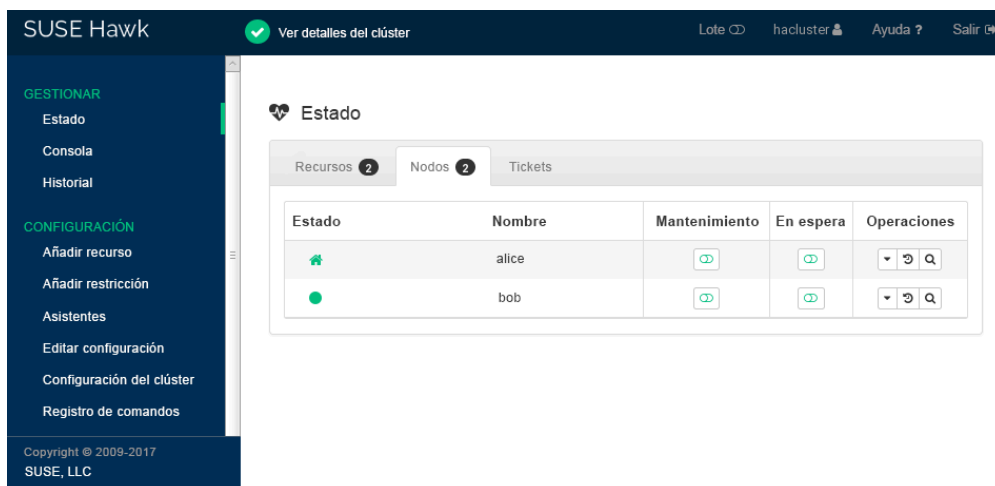 SUSE Hawk
Ver detalles del clúster
Lote
hacluster
Ayuda ?
Salir
GESTIONAR
Estado
Consola
Historial
CONFIGURACIÓN
Añadir recurso
Añadir restricción
Asistentes
Editar configuración
Configuración del clúster
Registro de comandos
Copyright © 2009-2017
SUSE, LLC
Estado
Recursos 2 Nodos 2 Tickets
Estado Nombre Mantenimiento En espera Operaciones
alice
bob